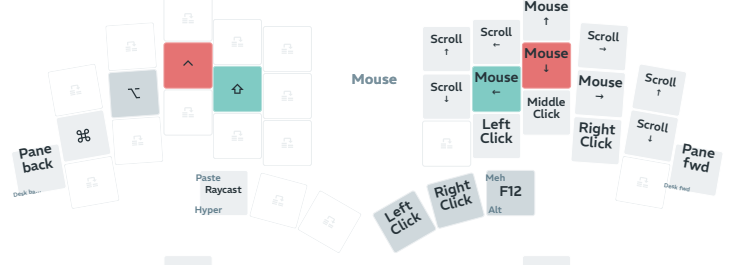 Mouse
↑
Scroll
↑
Scroll
←
Scroll
→
^
Mouse
↓
Mouse
⌥
⇧
Scroll
↓
Mouse
←
Middle
Click
Mouse
→
Scroll
↑
⌘
Left
Click
Right
Click
Scroll
↓
Pane
back
Pane
fwd
Desk fwd
Paste
Raycast
Hyper
Left
Click
Right
Click
Meh
F12
Alt